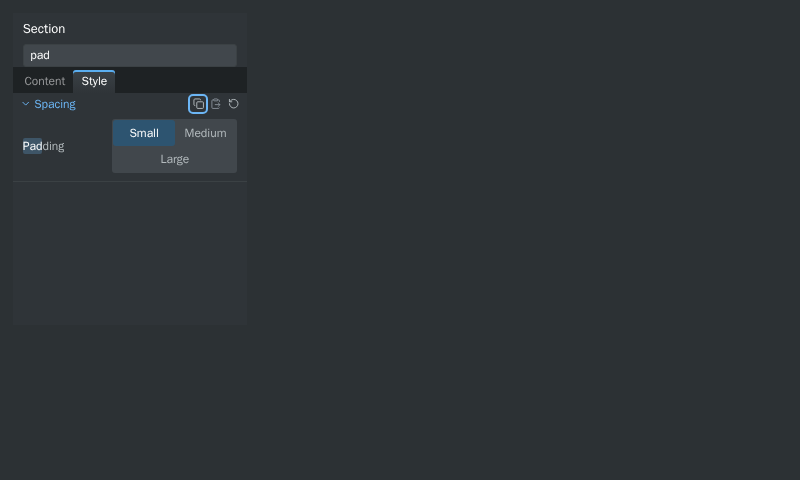 Section
pad
Content Style
Spacing
Padding
Small Medium
Large